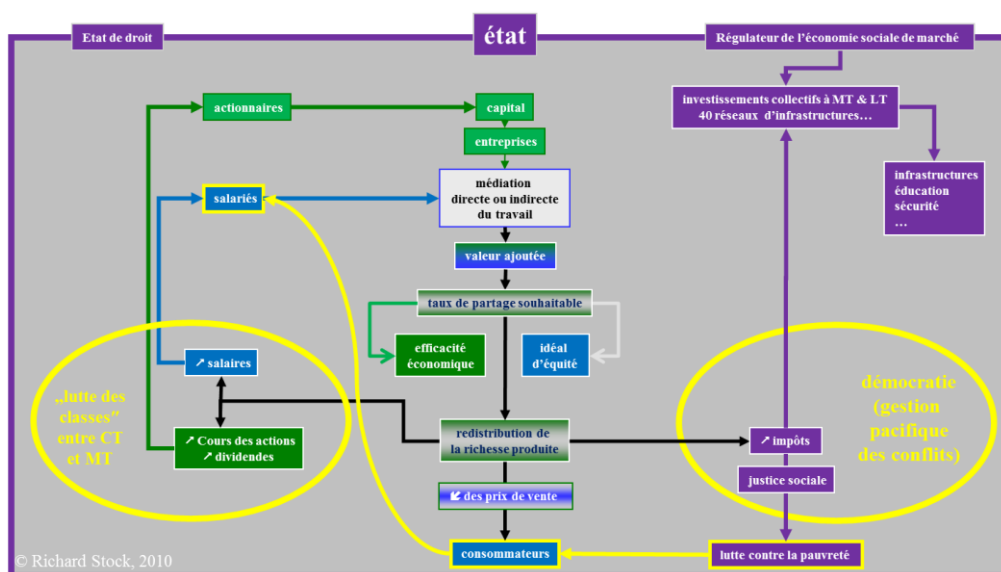 Etat de droit
état
Régulateur de l'économie sociale de marché
actionnaires
capital
investissements collectifs à MT & LT
40 réseaux d'infrastructures…
entreprises
médiation
directe ou indirecte
du travail
salariés
infrastructures
éducation
sécurité
…
valeur ajoutée
taux de partage souhaitable
efficacité
économique
idéal
d'équité
↗ salaires
„lutte des
classes”
entre CT
et MT
démocratie
(gestion
pacifique
des conflits)
↗ Cours des actions
↗ dividendes
redistribution de
la richesse produite
↗ impôts
justice sociale
↙ des prix de vente
consommateurs
lutte contre la pauvreté
© Richard Stock, 2010